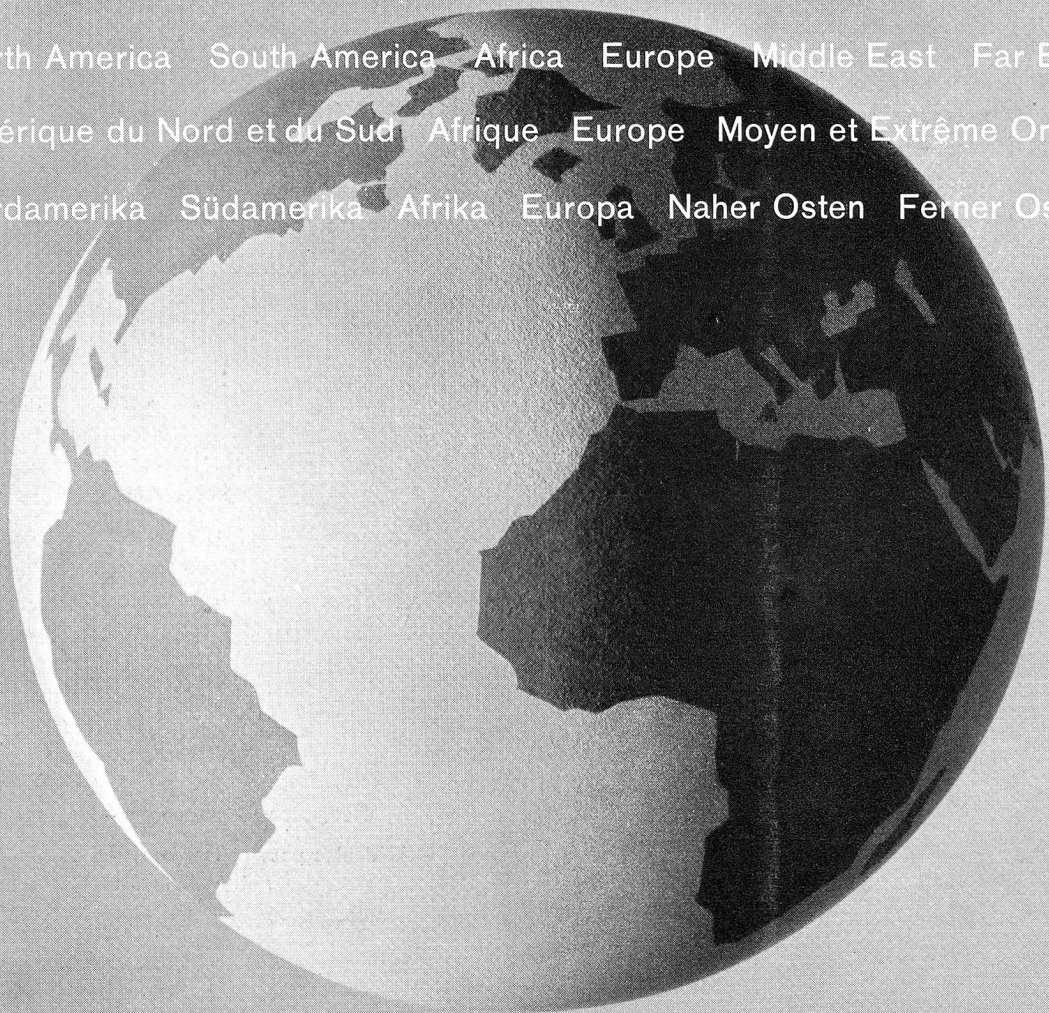 rth America South America Africa Europe Middle East Far E
érique du Nord et du Sud Afrique Europe Moyen et Extrême Or
rdamerika Südamerika Afrika Europa Naher Osten Ferner Os